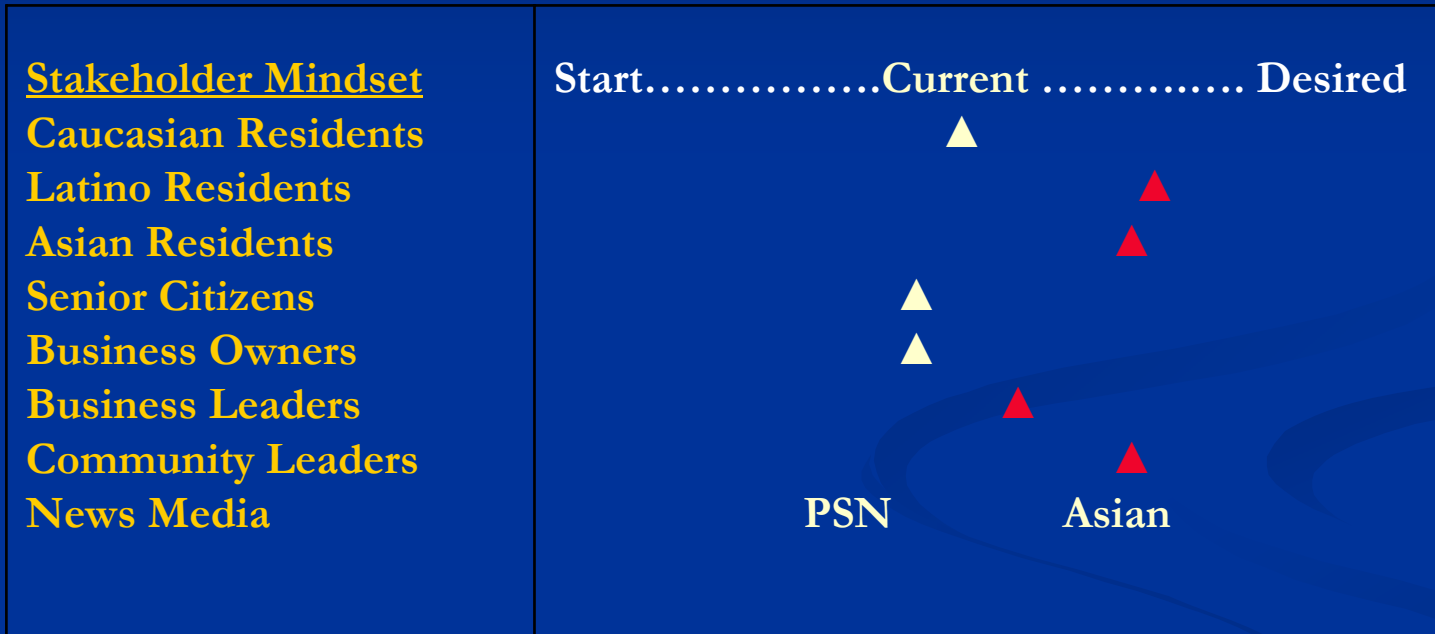 Stakeholder Mindset Start…………….Current ……….…. Desired
Caucasian Residents
Latino Residents
Asian Residents
Senior Citizens
Business Owners
Business Leaders
Community Leaders
News Media PSN Asian